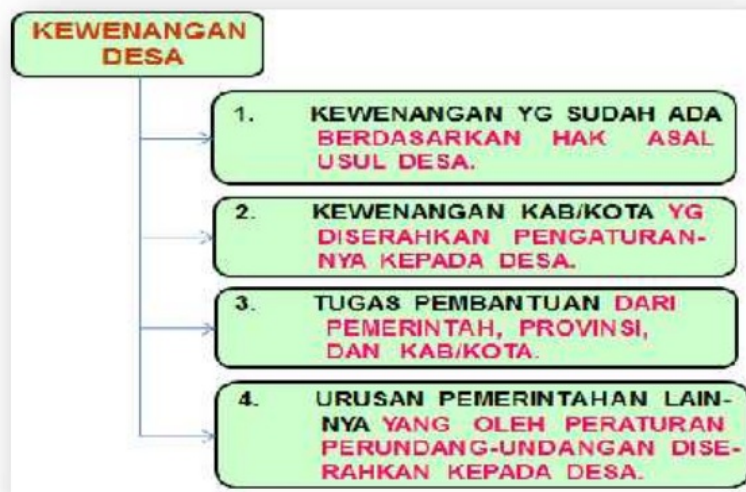 KEWENANGAN
DESA
1. KEWENANGAN YG SUDAH ADA
BERDASARKAN HAK ASAL
USUL DESA.
2. KEWENANGAN KAB/KOTA YG
DISERAHKAN PENGATURAN-
NYA KEPADA DESA.
3. TUGAS PEMBANTUAN DARI
PEMERINTAH, PROVINSI,
DAN KAB/KOTA.
4. URUSAN PEMERINTAHAN LAIN-
NYA YANG OLEH PERATURAN
PERUNDANG-UNDANGAN DISE-
RAHKAN KEPADA DESA.